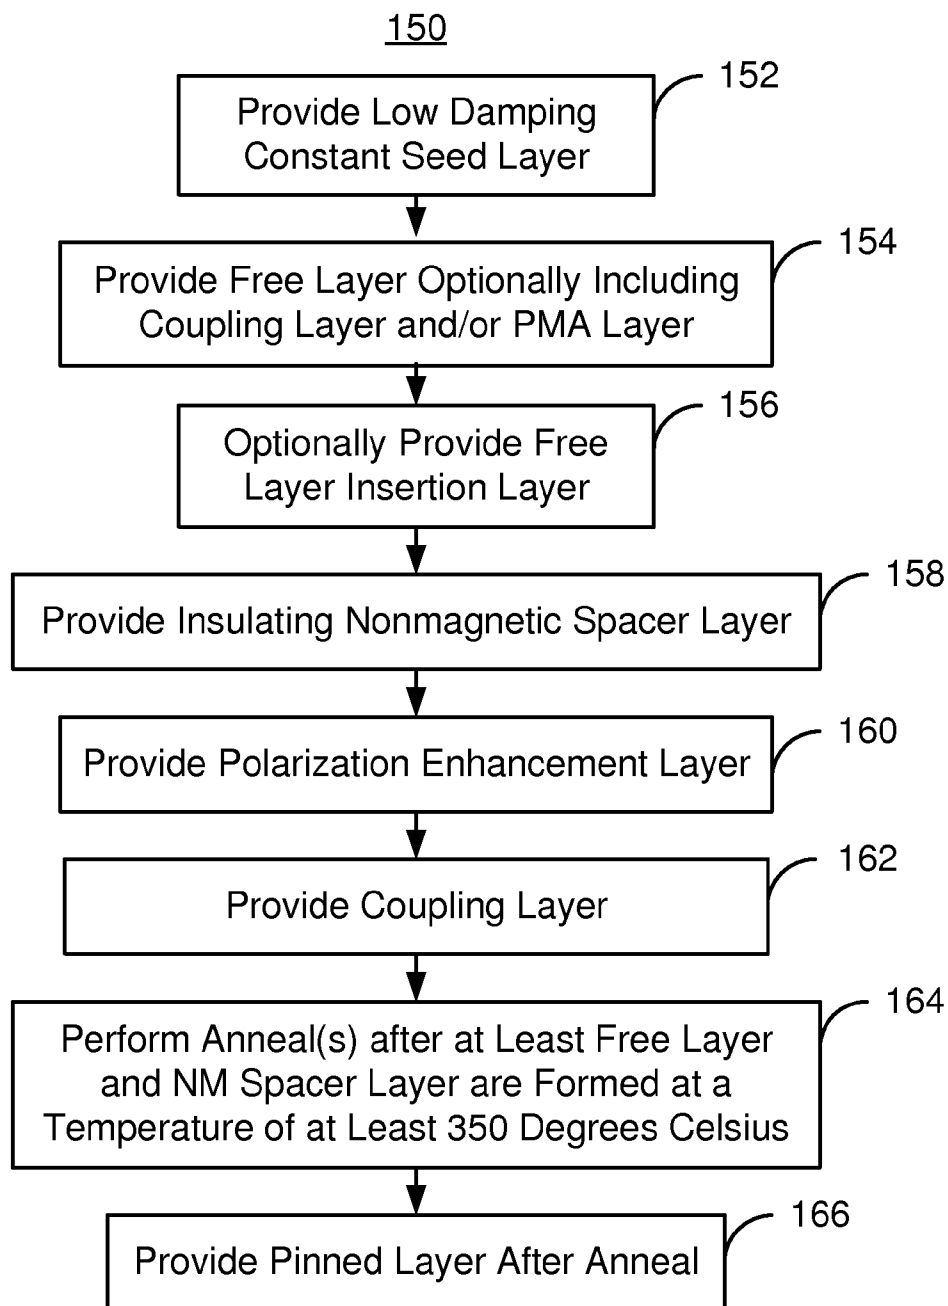 150
152
Provide Low Damping
Constant Seed Layer
154
Provide Free Layer Optionally Including
Coupling Layer and/or PMA Layer
156
Optionally Provide Free
Layer Insertion Layer
158
Provide Insulating Nonmagnetic Spacer Layer
160
Provide Polarization Enhancement Layer
162
Provide Coupling Layer
164
Perform Anneal(s) after at Least Free Layer
and NM Spacer Layer are Formed at a
Temperature of at Least 350 Degrees Celsius
166
Provide Pinned Layer After Anneal